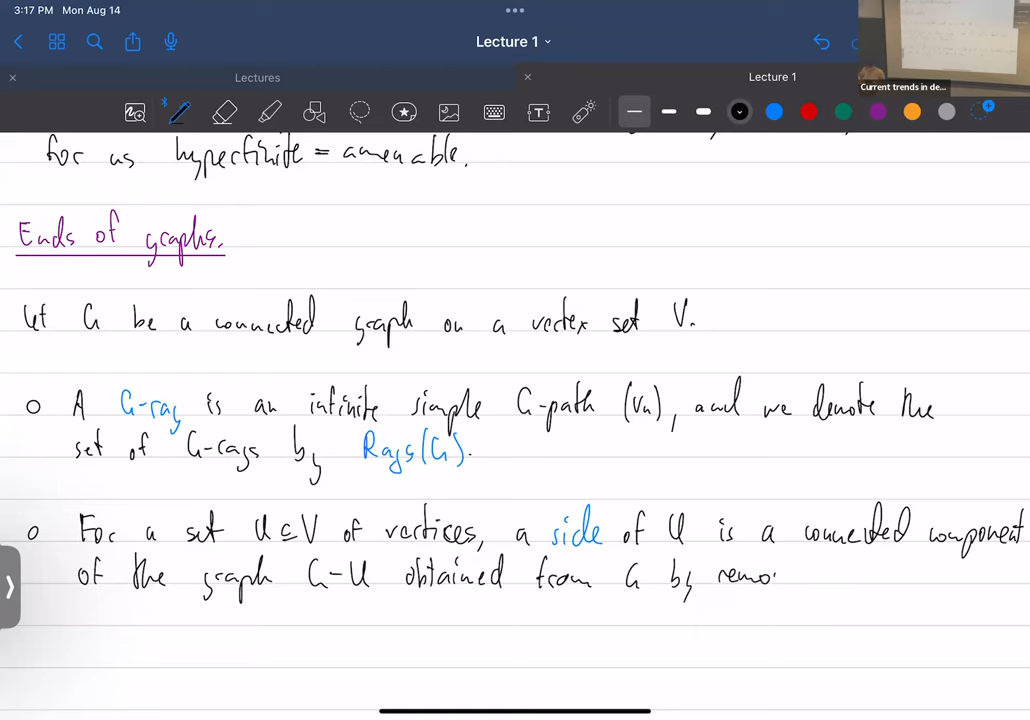 3:17 PM Mon Aug 14
Lecture 1
Lectures
Lecture 1
Current trends in de...
for us hyperfinite = amenable.
Ends of graphs.
Let G be a connected graph on a vertex set V.
o A G-ray is an infinite simple G-path (vn), and we denote the
set of G-rays by Rays(G).
o For a set U ⊆ V of vertices, a side of U is a connected component
of the graph G-U obtained from G by remo